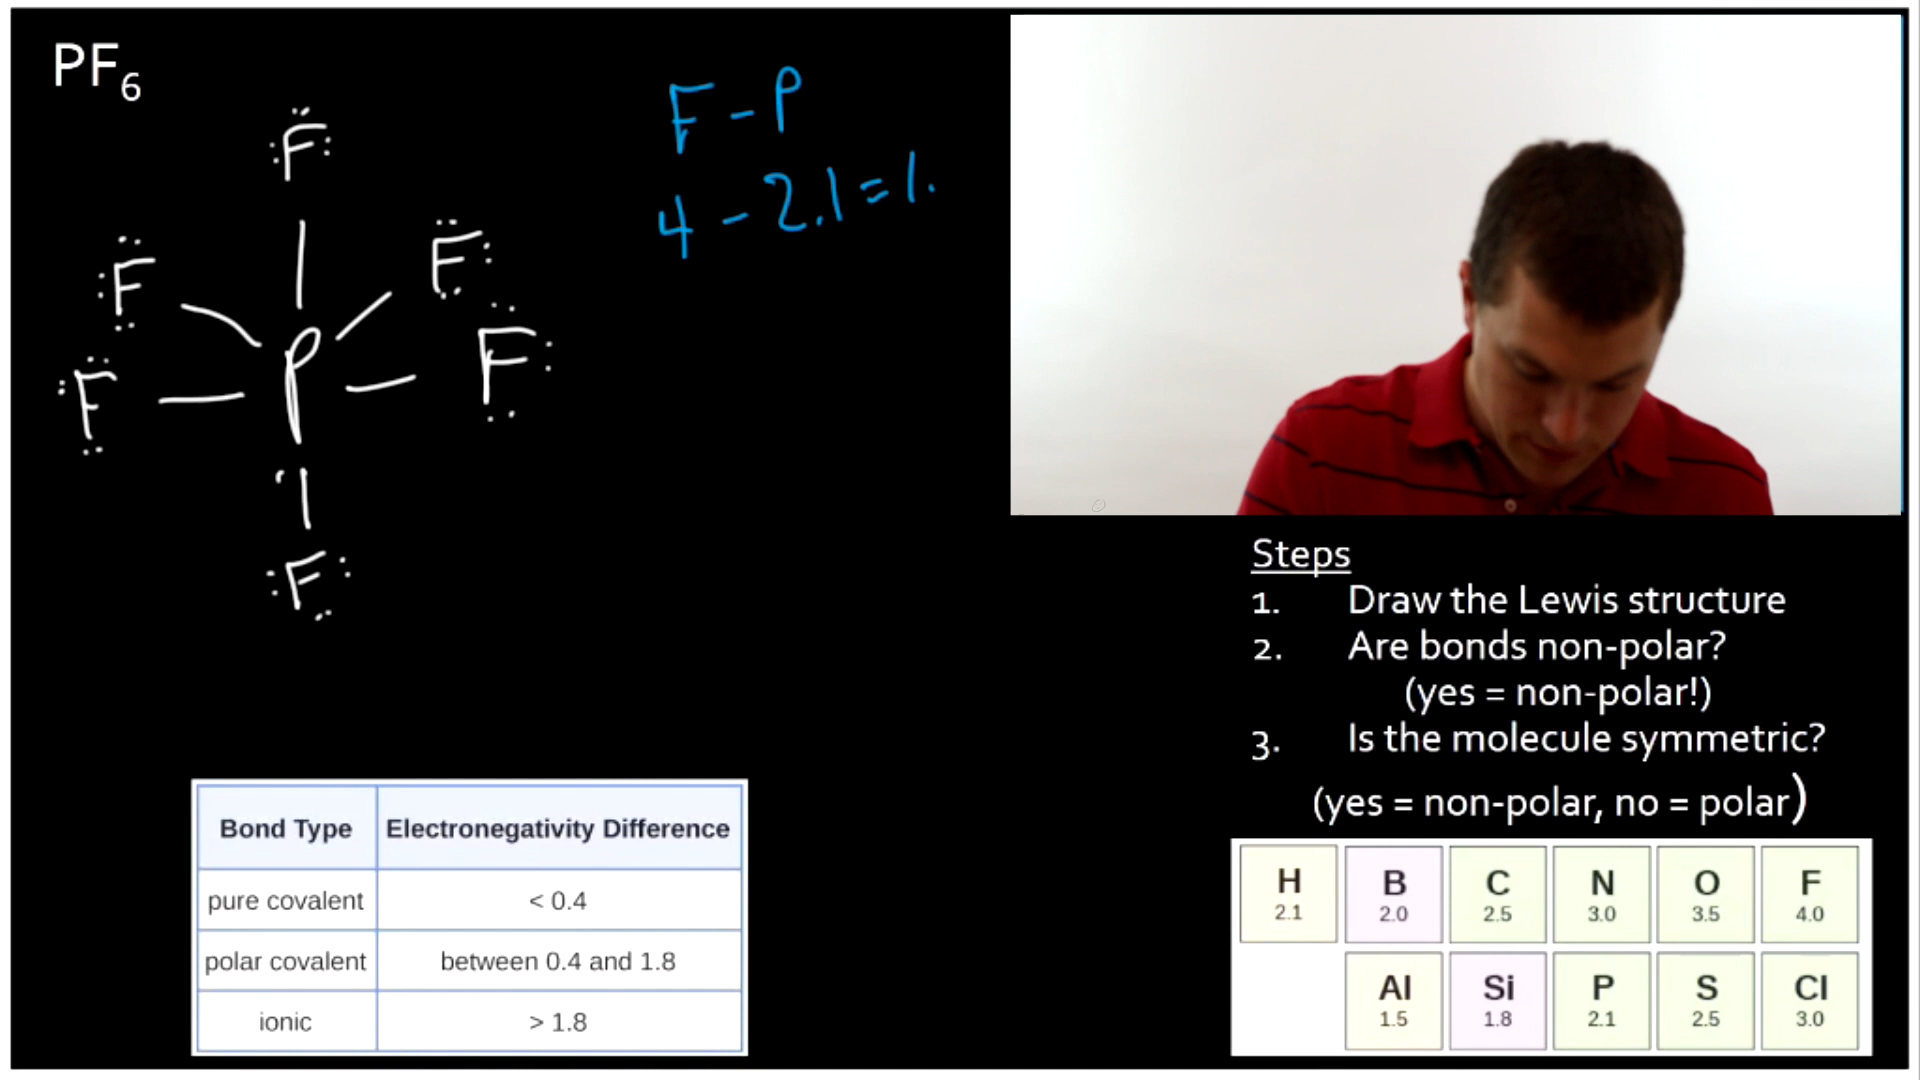 PF6
F
F - P
4 - 2.1 = 1.
F
F
F
F
P
F
Steps
1. Draw the Lewis structure
2. Are bonds non-polar?
(yes = non-polar!)
3. Is the molecule symmetric?
(yes = non-polar, no = polar)
Bond Type Electronegativity Difference
pure covalent < 0.4
polar covalent between 0.4 and 1.8
ionic > 1.8
H B C N O F
2.1 2.0 2.5 3.0 3.5 4.0
Al Si P S Cl
1.5 1.8 2.1 2.5 3.0